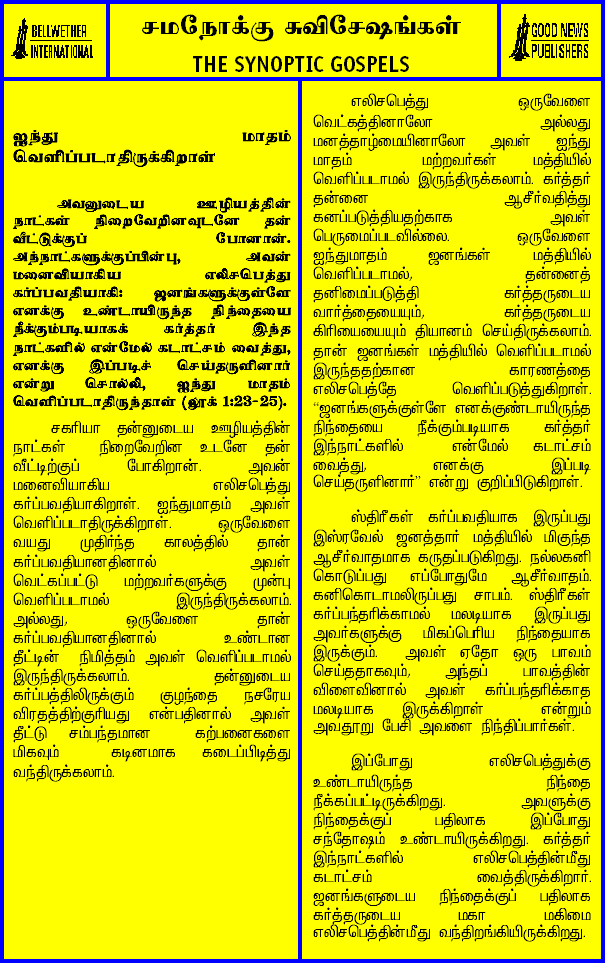 BELLWETHER
INTERNATIONAL
சமநோக்கு சுவிசேஷங்கள்
THE SYNOPTIC GOSPELS
GOOD NEWS
PUBLISHERS
ஐந்து மாதம்
வெளிப்படாதிருக்கிறாள்
அவனுடைய ஊழியத்தின்
நாட்கள் நிறைவேறினவுடனே தன்
வீட்டுக்குப் போனான்.
அந்நாட்களுக்குப்பின்பு, அவன்
மனைவியாகிய எலிசபெத்து
கர்ப்பவதியாகி: ஜனங்களுக்குள்ளே
எனக்கு உண்டாயிருந்த நிந்தையை
நீக்கும்படியாகக் கர்த்தர் இந்த
நாட்களில் என்மேல் கடாட்சம் வைத்து,
எனக்கு இப்படிச் செய்தருளினார்
என்று சொல்லி, ஐந்து மாதம்
வெளிப்படாதிருந்தாள் (லூக் 1:23-25).
சகரியா தன்னுடைய ஊழியத்தின்
நாட்கள் நிறைவேறின உடனே தன்
வீட்டிற்குப் போகிறான். அவன்
மனைவியாகிய எலிசபெத்து
கர்ப்பவதியாகிறாள். ஐந்துமாதம் அவள்
வெளிப்படாதிருக்கிறாள். ஒருவேளை
வயது முதிர்ந்த காலத்தில் தான்
கர்ப்பவதியானதினால் அவள்
வெட்கப்பட்டு மற்றவர்களுக்கு முன்பு
வெளிப்படாமல் இருந்திருக்கலாம்.
அல்லது, ஒருவேளை தான்
கர்ப்பவதியானதினால் உண்டான
தீட்டின் நிமித்தம் அவள் வெளிப்படாமல்
இருந்திருக்கலாம். தன்னுடைய
கர்ப்பத்திலிருக்கும் குழந்தை நசரேய
விரதத்திற்குரியது என்பதினால் அவள்
தீட்டு சம்பந்தமான கற்பனைகளை
மிகவும் கடினமாக கடைப்பிடித்து
வந்திருக்கலாம்.
எலிசபெத்து ஒருவேளை
வெட்கத்தினாலோ அல்லது
மனத்தாழ்மையினாலோ அவள் ஐந்து
மாதம் மற்றவர்கள் மத்தியில்
வெளிப்படாமல் இருந்திருக்கலாம். கர்த்தர்
தன்னை ஆசீர்வதித்து
கனப்படுத்தியதற்காக அவள்
பெருமைப்படவில்லை. ஒருவேளை
ஐந்துமாதம் ஜனங்கள் மத்தியில்
வெளிப்படாமல், தன்னைத்
தனிமைப்படுத்தி கர்த்தருடைய
வார்த்தையையும், கர்த்தருடைய
கிரியையையும் தியானம் செய்திருக்கலாம்.
தான் ஜனங்கள் மத்தியில் வெளிப்படாமல்
இருந்ததற்கான காரணத்தை
எலிசபெத்தே வெளிப்படுத்துகிறாள்.
“ஜனங்களுக்குள்ளே எனக்குண்டாயிருந்த
நிந்தையை நீக்கும்படியாக கர்த்தர்
இந்நாட்களில் என்மேல் கடாட்சம்
வைத்து, எனக்கு இப்படி
செய்தருளினார்” என்று குறிப்பிடுகிறாள்.
ஸ்திரீகள் கர்ப்பவதியாக இருப்பது
இஸ்ரவேல் ஜனத்தார் மத்தியில் மிகுந்த
ஆசீர்வாதமாக கருதப்படுகிறது. நல்லகனி
கொடுப்பது எப்போதுமே ஆசீர்வாதம்.
கனிகொடாமலிருப்பது சாபம். ஸ்திரீகள்
கர்ப்பந்தரிக்காமல் மலடியாக இருப்பது
அவர்களுக்கு மிகப்பெரிய நிந்தையாக
இருக்கும். அவள் ஏதோ ஒரு பாவம்
செய்ததாகவும், அந்தப் பாவத்தின்
விளைவினால் அவள் கர்ப்பந்தரிக்காத
மலடியாக இருக்கிறாள் என்றும்
அவதூறு பேசி அவளை நிந்திப்பார்கள்.
இப்போது எலிசபெத்துக்கு
உண்டாயிருந்த நிந்தை
நீக்கப்பட்டிருக்கிறது. அவளுக்கு
நிந்தைக்குப் பதிலாக இப்போது
சந்தோஷம் உண்டாயிருக்கிறது. கர்த்தர்
இந்நாட்களில் எலிசபெத்தின்மீது
கடாட்சம் வைத்திருக்கிறார்.
ஜனங்களுடைய நிந்தைக்குப் பதிலாக
கர்த்தருடைய மகா மகிமை
எலிசபெத்தின்மீது வந்திறங்கியிருக்கிறது.